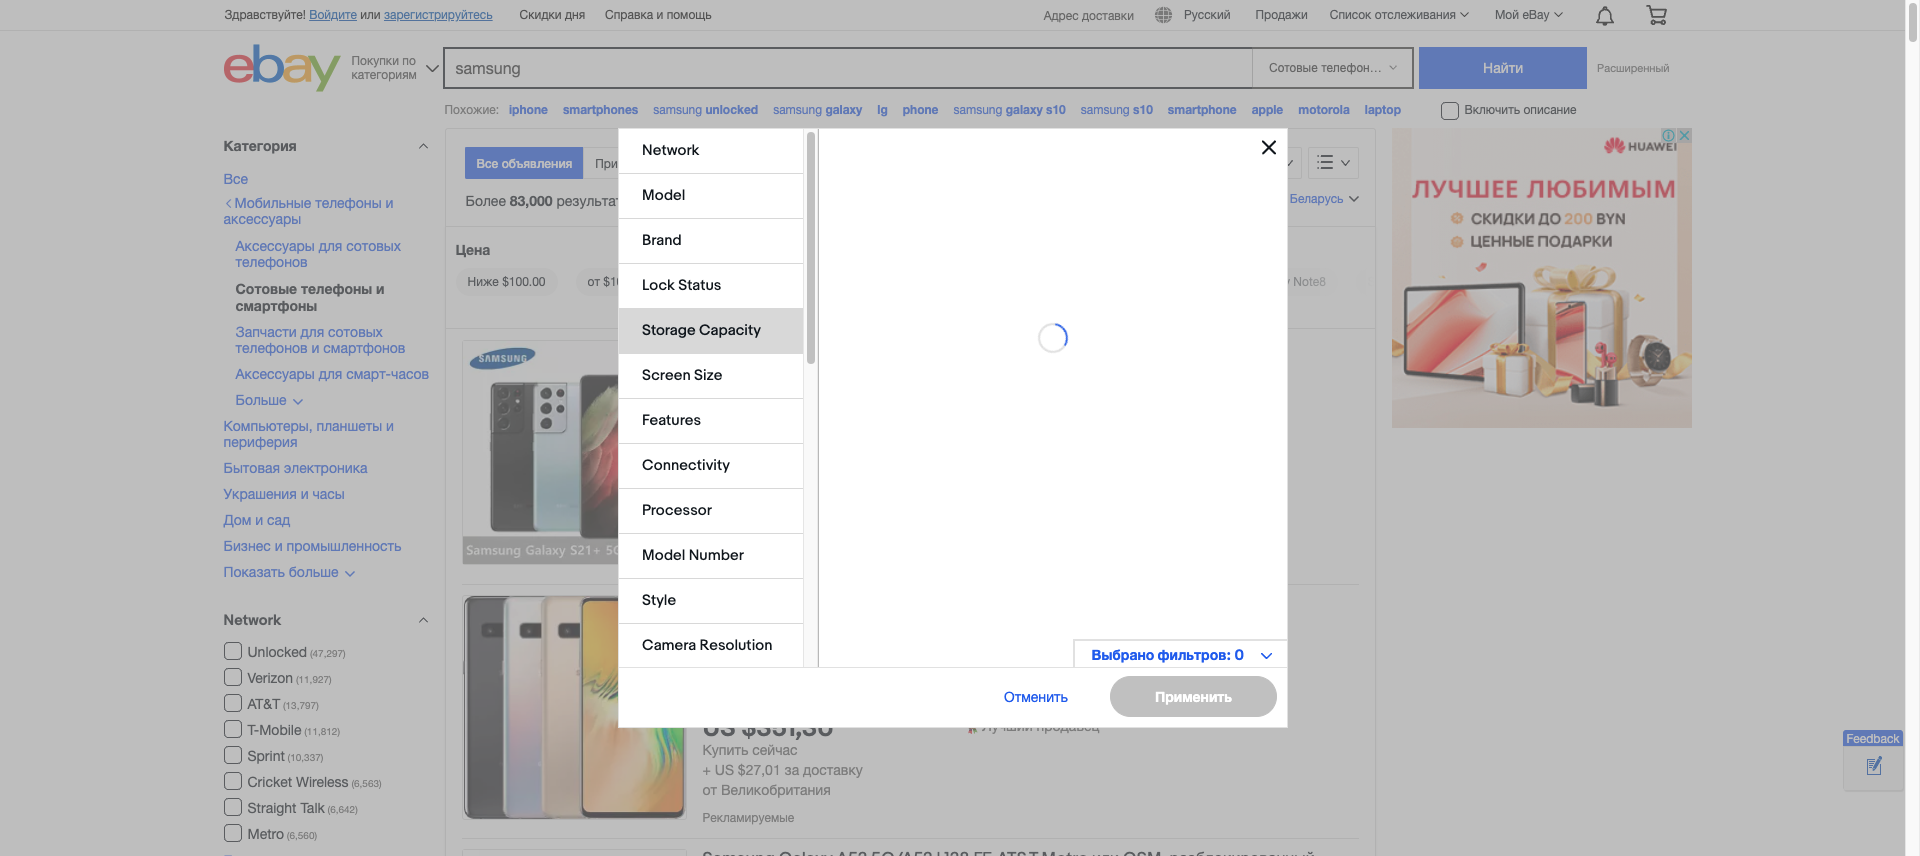 Здравствуйте! Войдите или зарегистрируйтесь
Скидки дня
Справка и помощь
Адрес доставки
Русский
Продажи
Список отслеживания
Мой eBay
ebay
Покупки по категориям
samsung
Сотовые телефон...
Найти
Расширенный
Похожие: iphone smartphones samsung unlocked samsung galaxy lg phone samsung galaxy s10 samsung s10 smartphone apple motorola laptop
Включить описание
Категория
Все
Мобильные телефоны и
аксессуары
Аксессуары для сотовых
телефонов
Сотовые телефоны и
смартфоны
Запчасти для сотовых
телефонов и смартфонов
Аксессуары для смарт-часов
Больше
Компьютеры, планшеты и
периферия
Бытовая электроника
Украшения и часы
Дом и сад
Бизнес и промышленность
Показать больше
Network
Unlocked (47,297)
Verizon (11,927)
AT&T (13,797)
T-Mobile (11,812)
Sprint (10,337)
Cricket Wireless (6,563)
Straight Talk (6,642)
Metro (6,560)
Все объявления
При
Более 83,000 результат
Беларусь
Цена
Ниже $100.00
от $10
Note8
SAMSUNG
Samsung Galaxy S21+ 5G
Network
Model
Brand
Lock Status
Storage Capacity
Screen Size
Features
Connectivity
Processor
Model Number
Style
Camera Resolution
Выбрано фильтров: 0
Отменить
Применить
US $351,30
Лучший продавец
Купить сейчас
+ US $27,01 за доставку
от Великобритания
Рекламируемые
HUAWEI
ЛУЧШЕЕ ЛЮБИМЫМ
СКИДКИ ДО 200 BYN
ЦЕННЫЕ ПОДАРКИ
Feedback